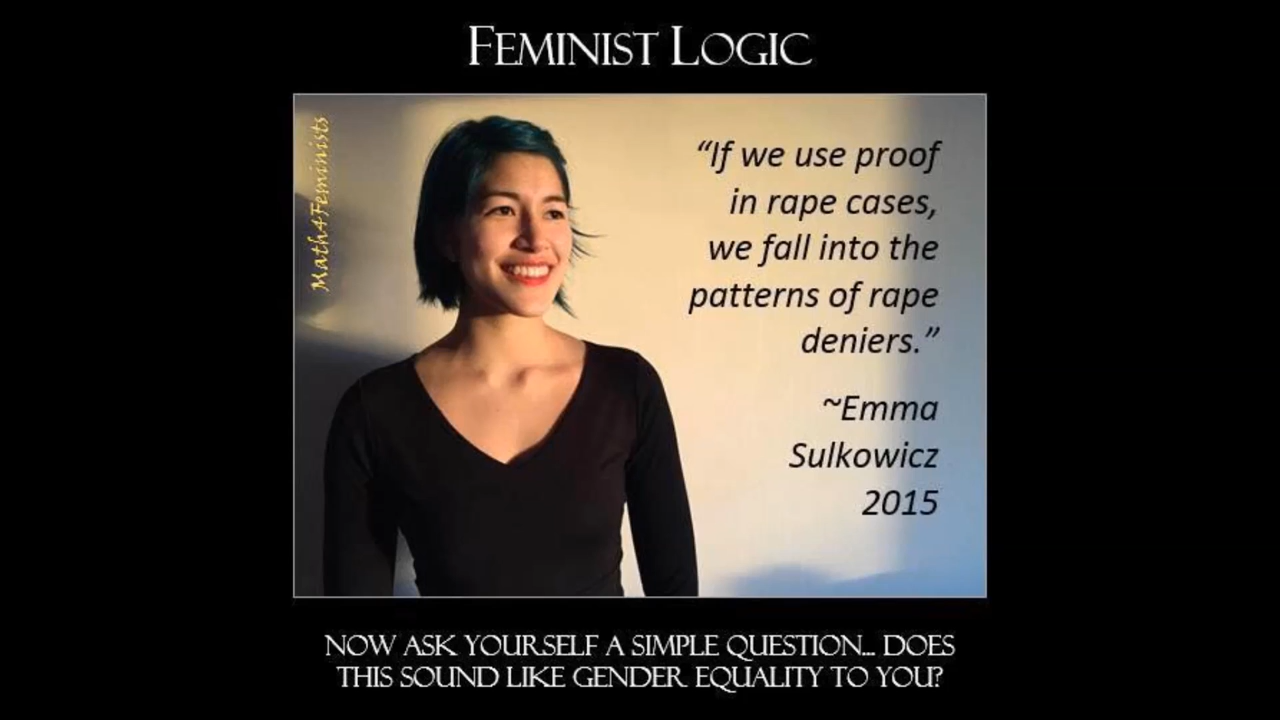 FEMINIST LOGIC
Math4Feminists
“If we use proof
in rape cases,
we fall into the
patterns of rape
deniers.”
~Emma
Sulkowicz
2015
NOW ASK YOURSELF A SIMPLE QUESTION... DOES
THIS SOUND LIKE GENDER EQUALITY TO YOU?